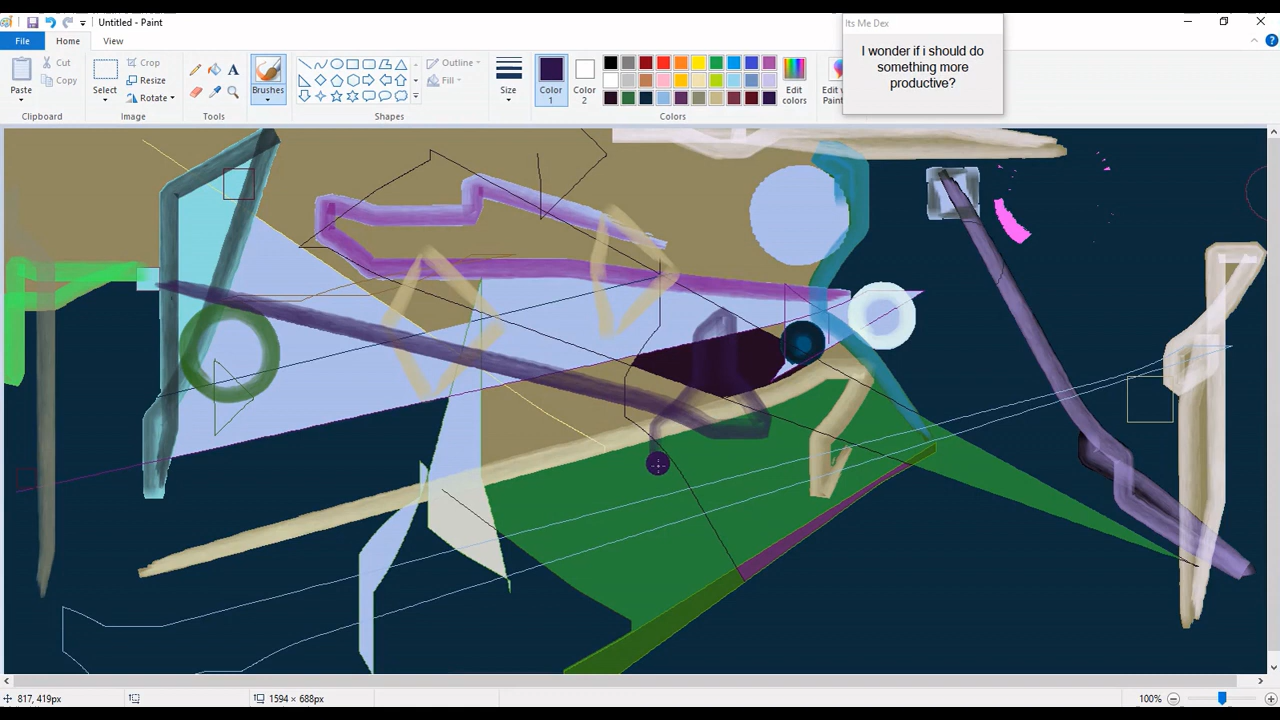 Untitled - Paint
Its Me Dex
I wonder if i should do
something more
productive?
File
Home
View
Paste
Cut
Copy
Clipboard
Select
Crop
Resize
Rotate
Image
A
Tools
Brushes
Outline
Fill
Shapes
Size
Color
1
Color
2
Edit
colors
Colors
Edit
Paint
817, 419px
1594 × 688px
100%